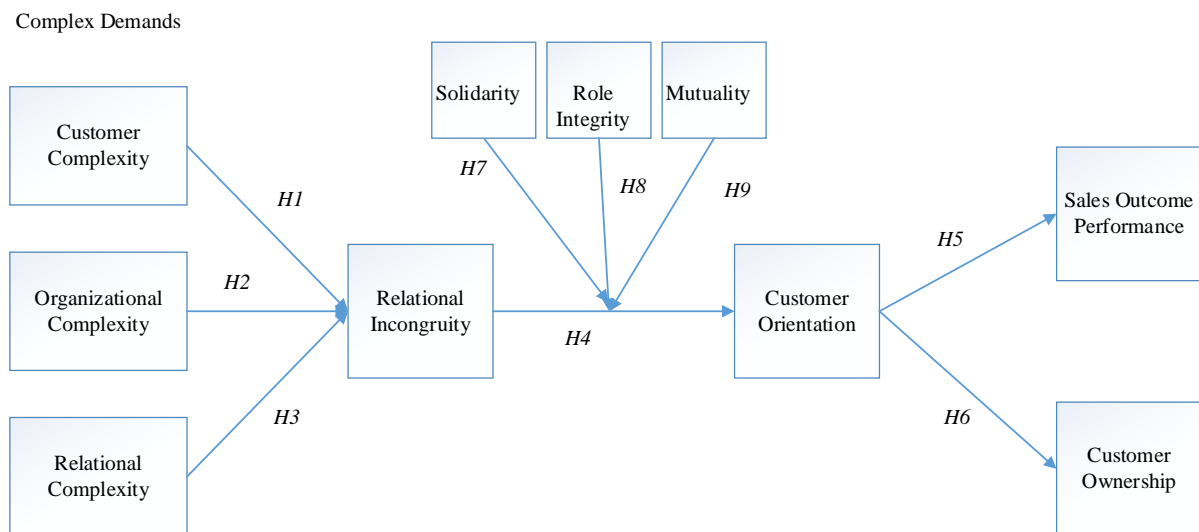 Complex Demands
Customer
Complexity
Organizational
Complexity
Relational
Complexity
H1
H2
H3
Relational
Incongruity
Solidarity
Role
Integrity
Mutuality
H7
H8
H9
H4
Customer
Orientation
H5
H6
Sales Outcome
Performance
Customer
Ownership